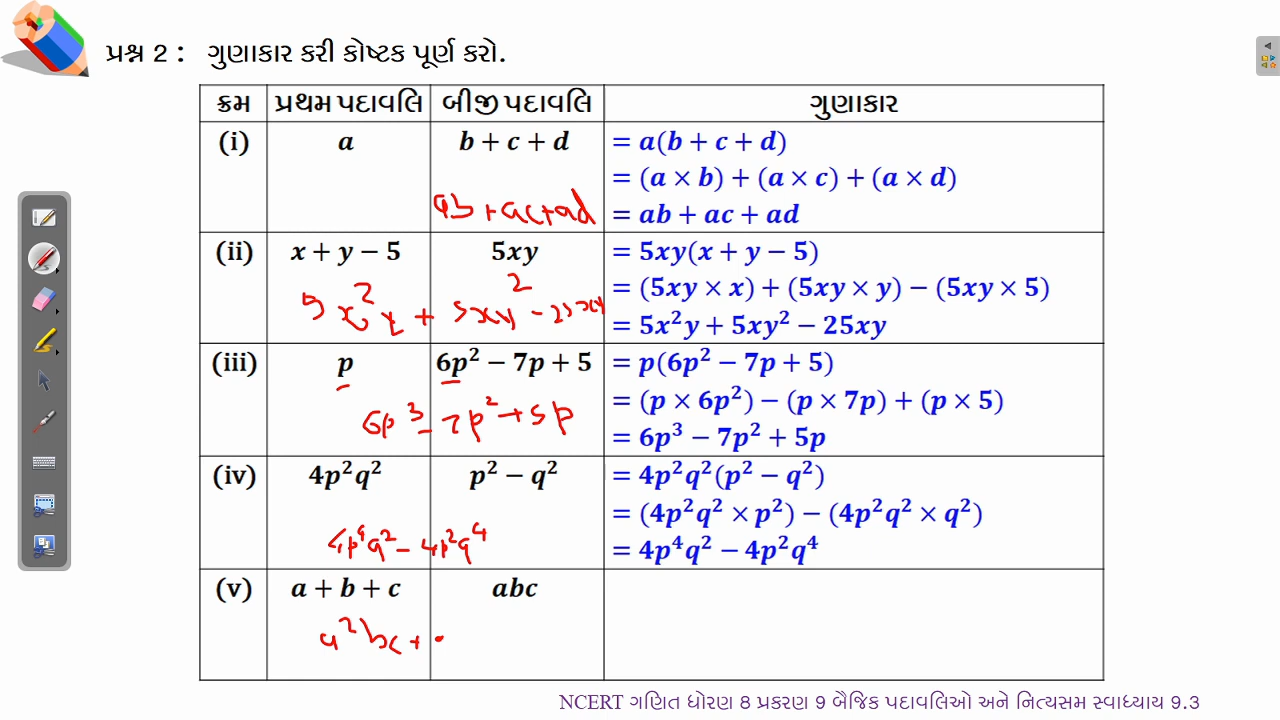 પ્રશ્ન 2 : ગુણાકાર કરી કોષ્ટક પૂર્ણ કરો.
ક્રમ પ્રથમ પદાવલિ બીજી પદાવલિ ગુણાકાર
(i) a b + c + d = a(b + c + d)
= (a × b) + (a × c) + (a × d)
ab + ac + ad = ab + ac + ad
(ii) x + y − 5 5xy = 5xy(x + y − 5)
= (5xy × x) + (5xy × y) − (5xy × 5)
5x²y + 5xy² − 25xy = 5x²y + 5xy² − 25xy
(iii) p 6p² − 7p + 5 = p(6p² − 7p + 5)
= (p × 6p²) − (p × 7p) + (p × 5)
6p³ − 7p² + 5p = 6p³ − 7p² + 5p
(iv) 4p²q² p² − q² = 4p²q²(p² − q²)
= (4p²q² × p²) − (4p²q² × q²)
4p⁴q² − 4p²q⁴ = 4p⁴q² − 4p²q⁴
(v) a + b + c abc
a²bc +
NCERT ગણિત ધોરણ 8 પ્રકરણ 9 બૈજિક પદાવલિઓ અને નિત્યસમ સ્વાધ્યાય 9.3